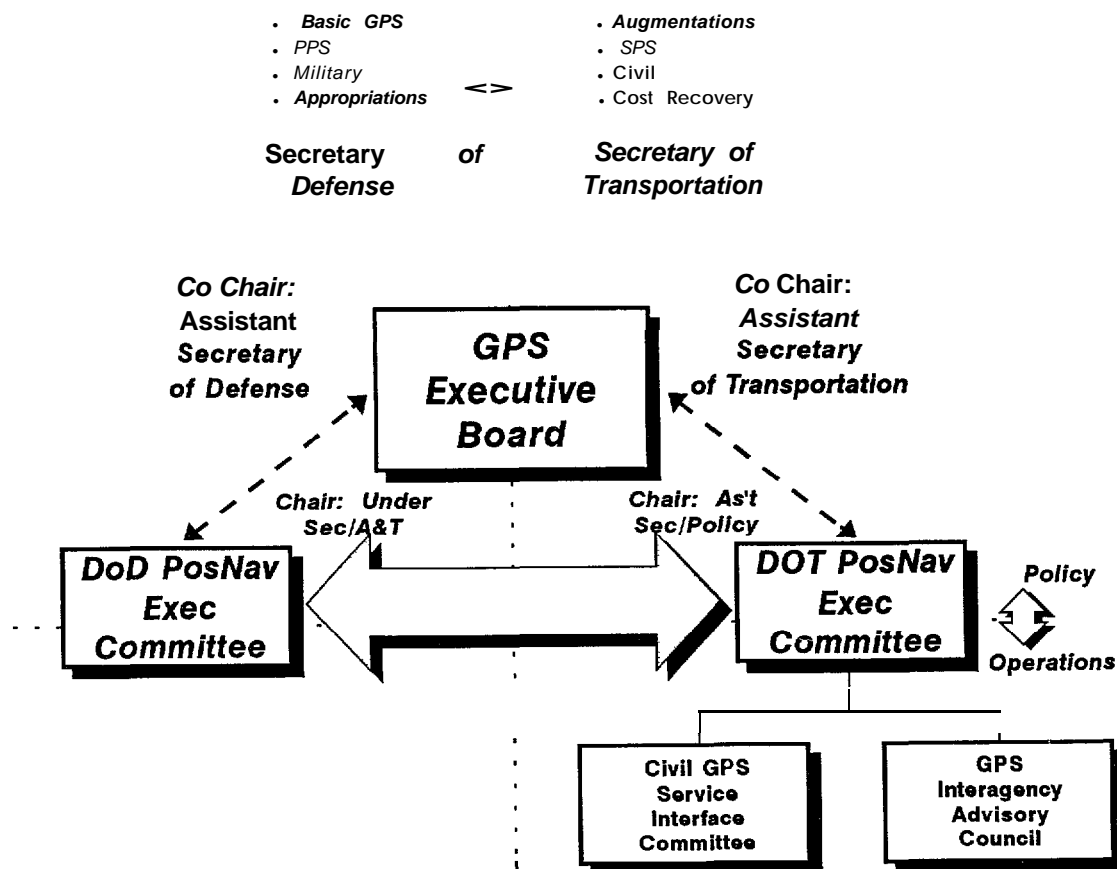 • Basic GPS
• PPS
• Military
• Appropriations
<>
• Augmentations
• SPS
• Civil
• Cost Recovery
Secretary of
Defense
Secretary of
Transportation
Co Chair:
Assistant
Secretary
of Defense
GPS
Executive
Board
Co Chair:
Assistant
Secretary
of Transportation
Chair: Under
Sec/A&T
Chair: As't
Sec/Policy
DoD PosNav
Exec
Committee
DOT PosNav
Exec
Committee
Policy
Operations
Civil GPS
Service
Interface
Committee
GPS
Interagency
Advisory
Council